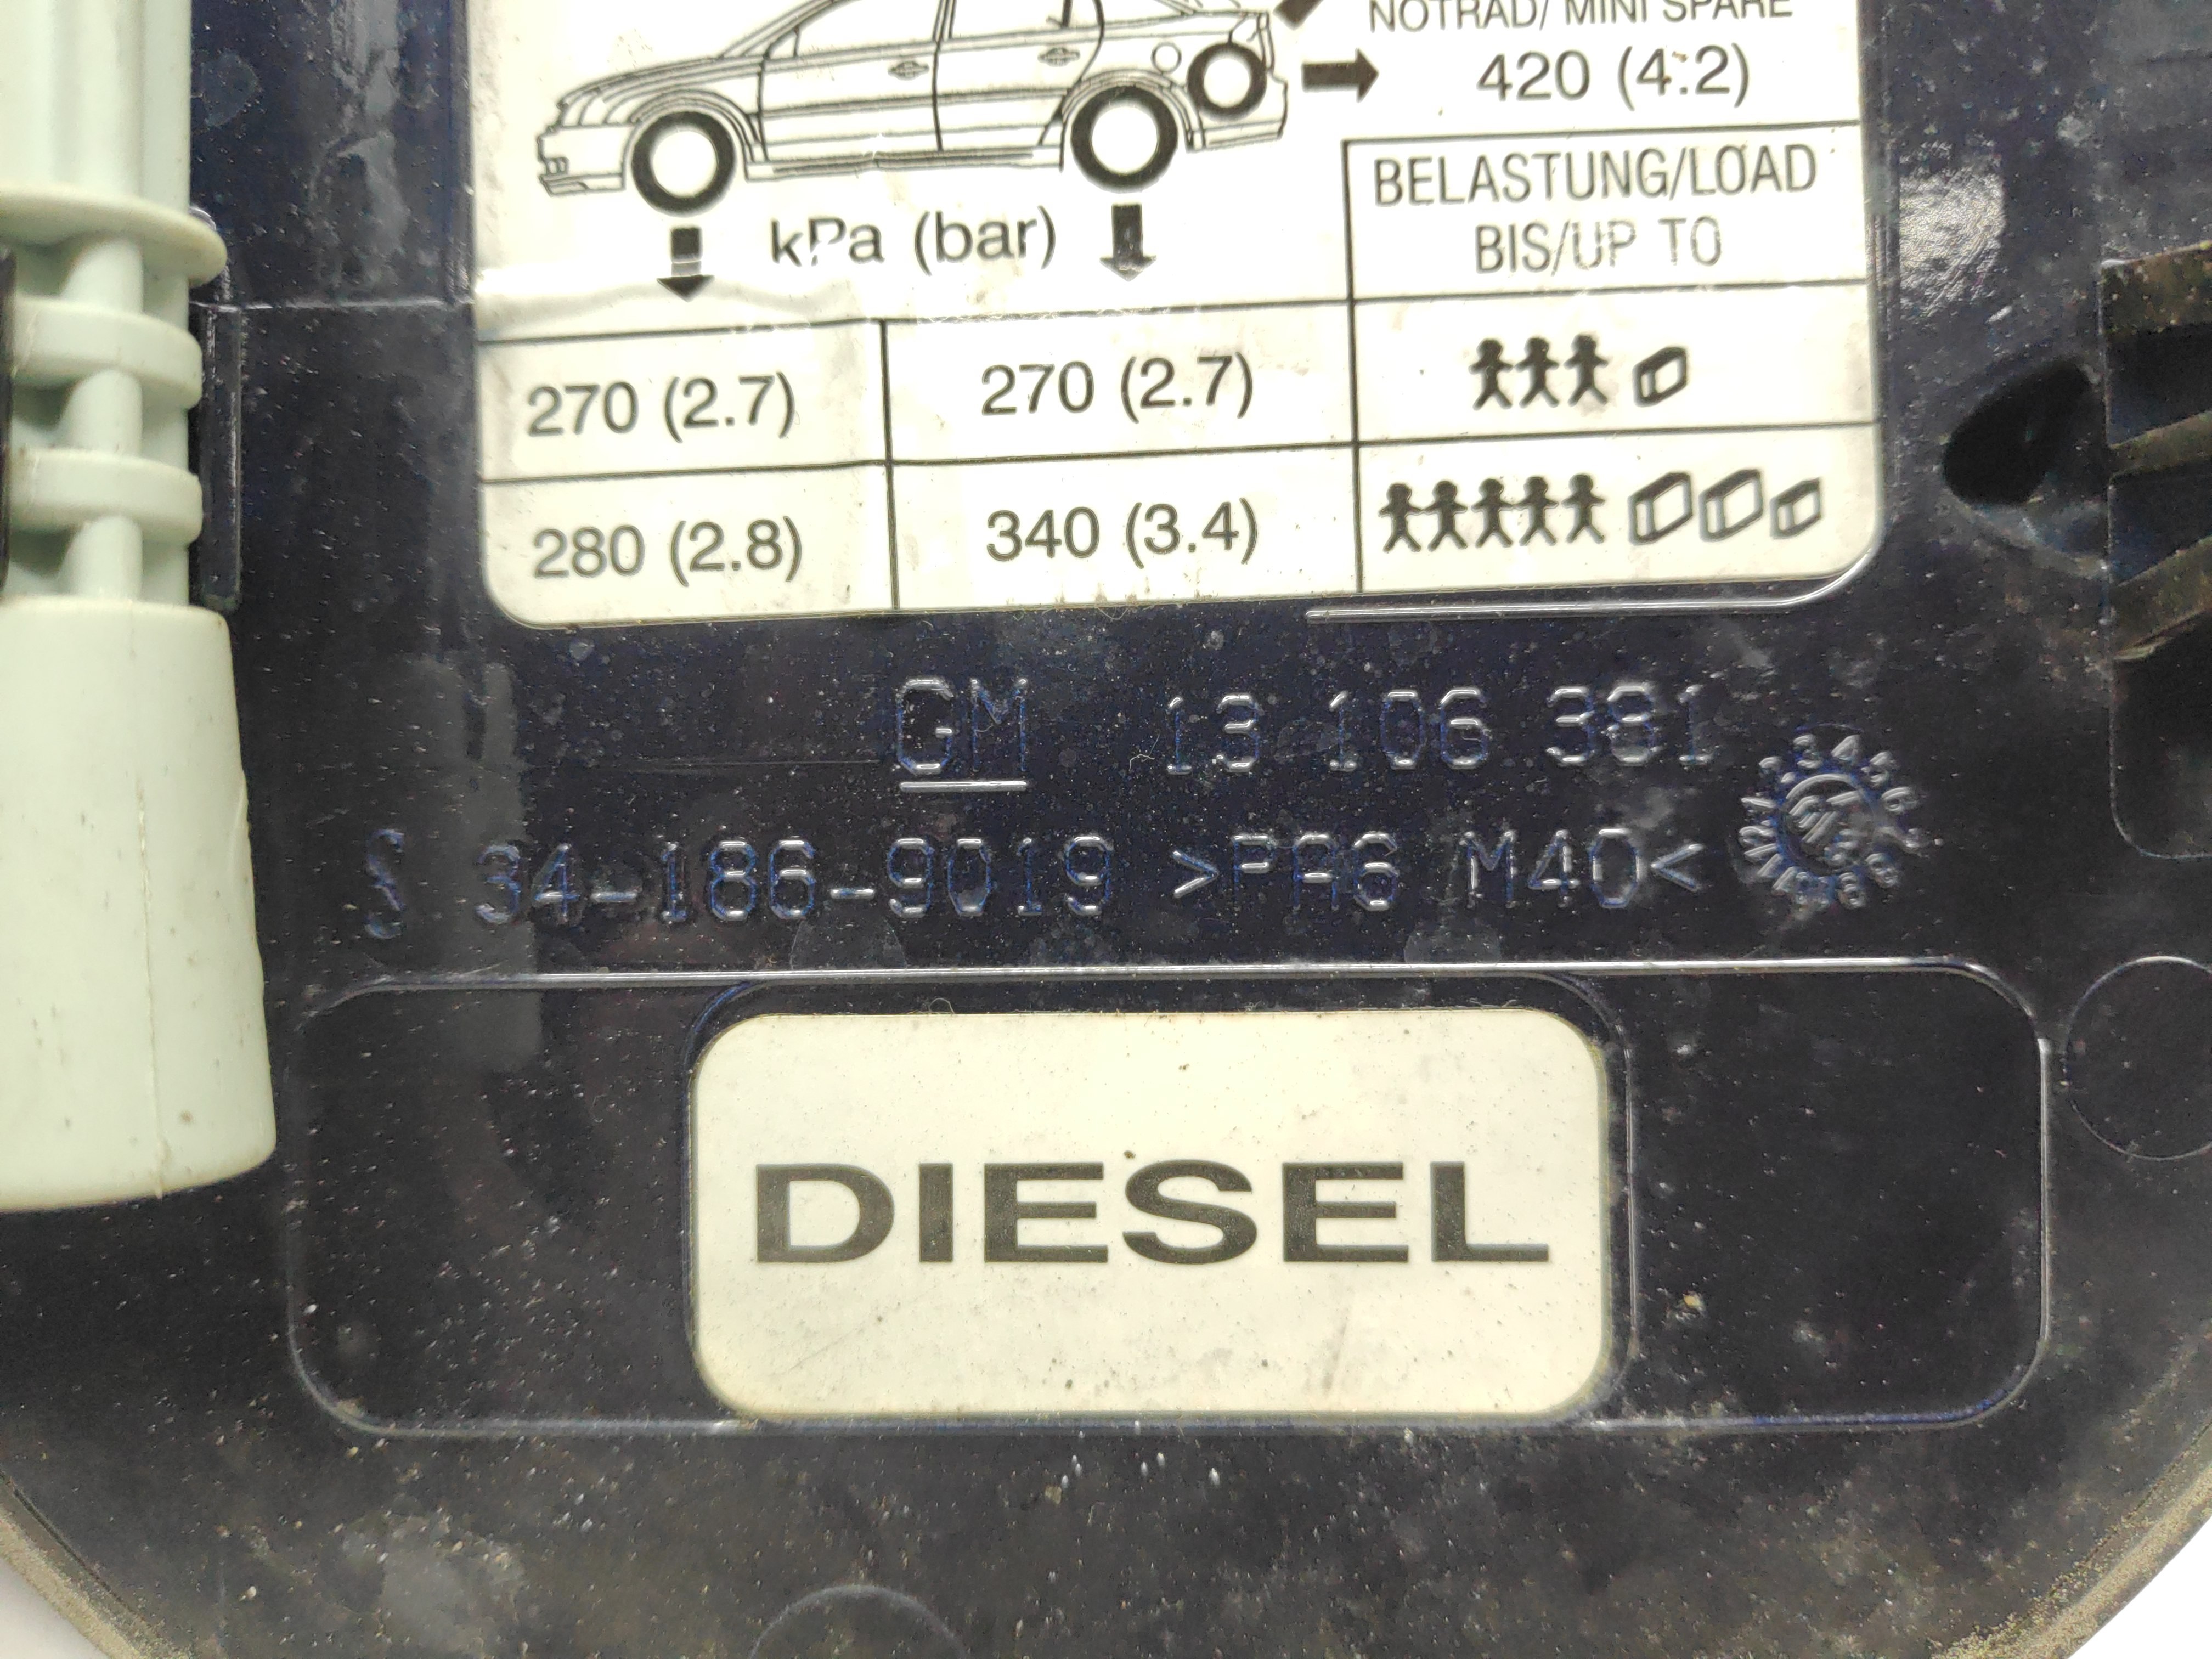 NOTRAD/ MINI SPARE
420 (4.2)
BELASTUNG/LOAD
BIS/UP TO
kPa (bar)
270 (2.7) 270 (2.7)
280 (2.8) 340 (3.4)
GM 13 106 381
34-186-9019 >PA6 M40<
DIESEL